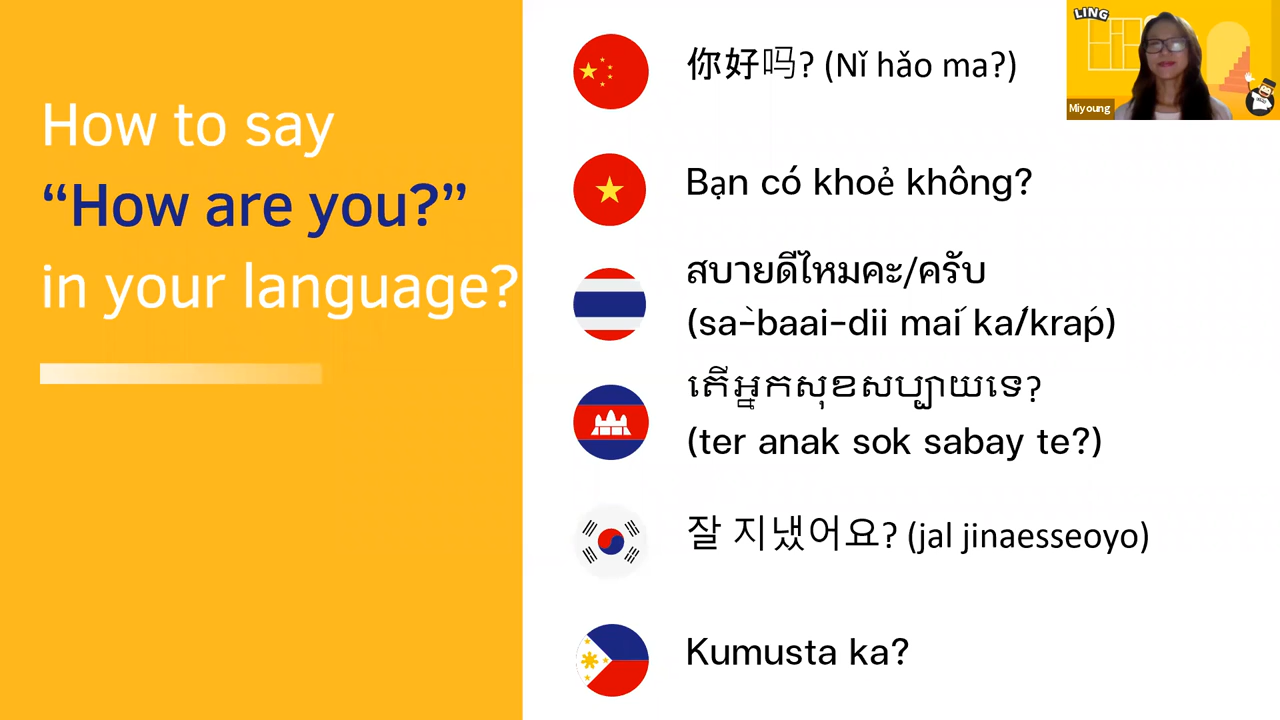 How to say
“How are you?”
in your language?
你好吗? (Nǐ hǎo ma?)
Bạn có khoẻ không?
สบายดีไหมคะ/ครับ
(sa-̀baai-dii maí ka/́kraṕ)
តើអ្នកសុខសប្បាយទេ?
(ter anak sok sabay te?)
잘 지냈어요? (jal jinaesseoyo)
Kumusta ka?
LING
Miyoung